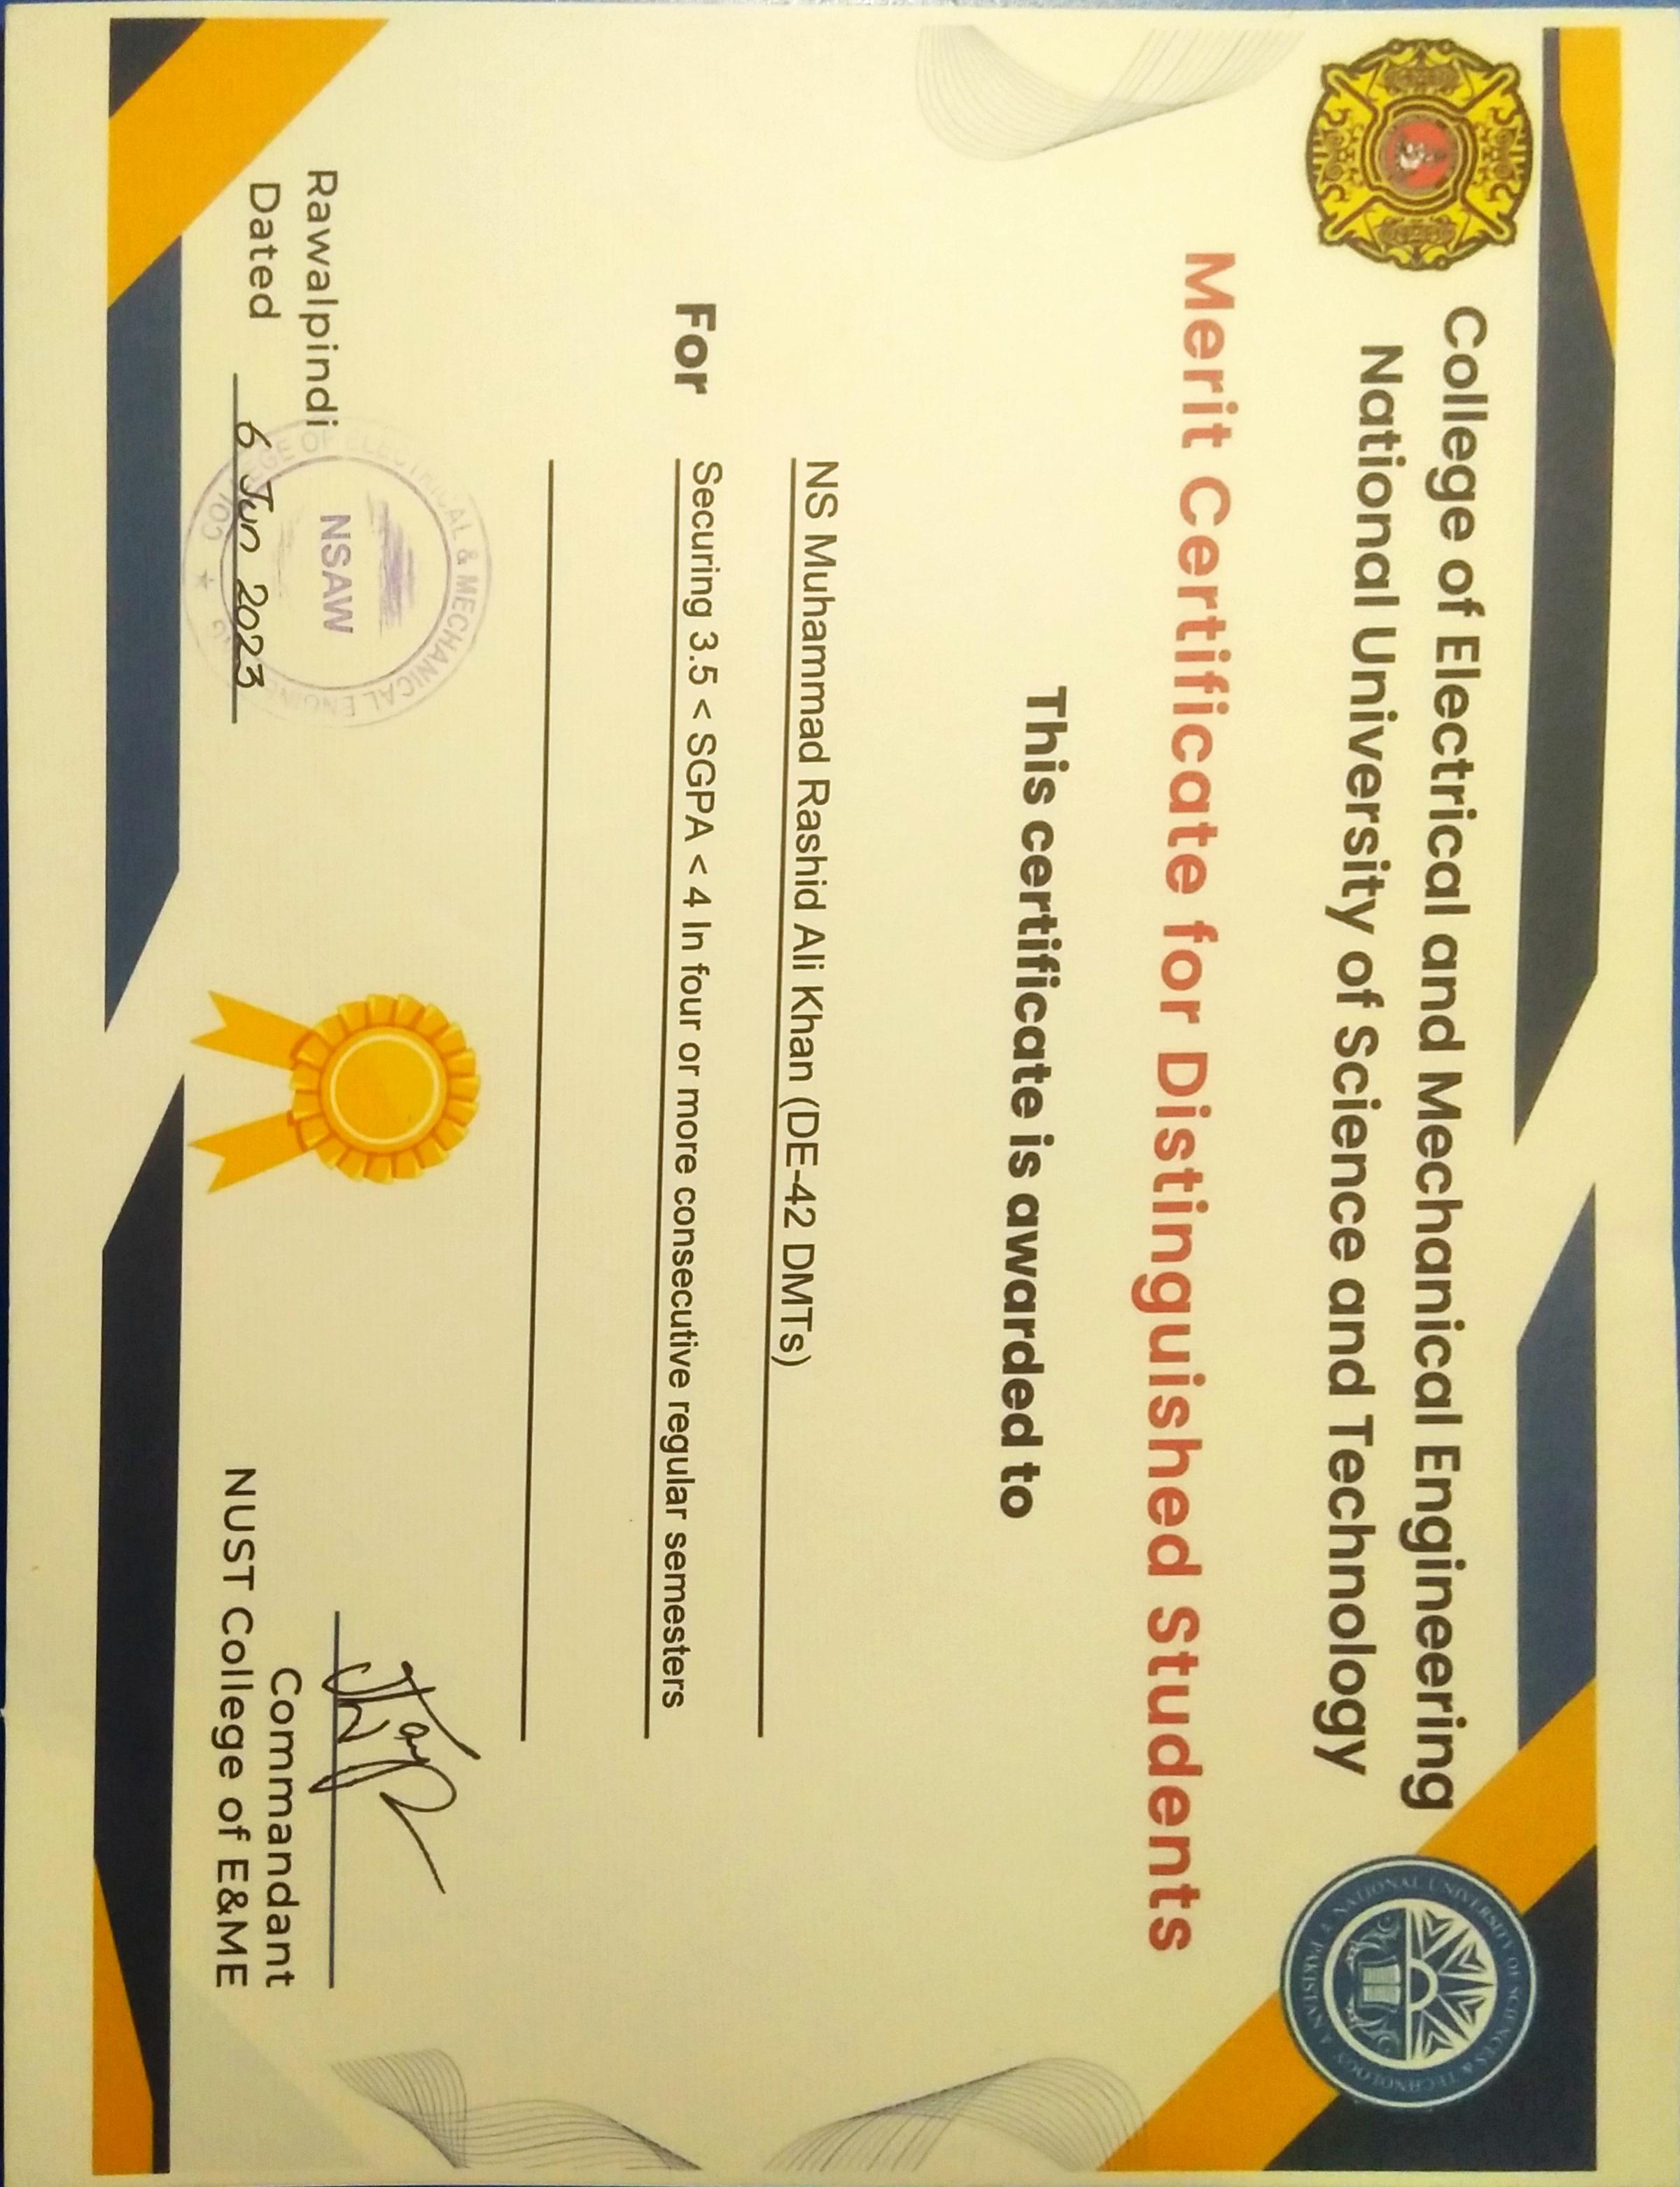 College of Electrical and Mechanical Engineering
National University of Science and Technology
NATIONAL UNIVERSITY OF SCIENCES & TECHNOLOGY
PAKISTAN
Merit Certificate for Distinguished Students
This certificate is awarded to
NS Muhammad Rashid Ali Khan (DE-42 DMTs)
For Securing 3.5 < SGPA < 4 In four or more consecutive regular semesters
COLLEGE OF ELECTRICAL & MECHANICAL ENGINEERING
NSAW
Rawalpindi
Dated 6 Jun 2023
Commandant
NUST College of E&ME